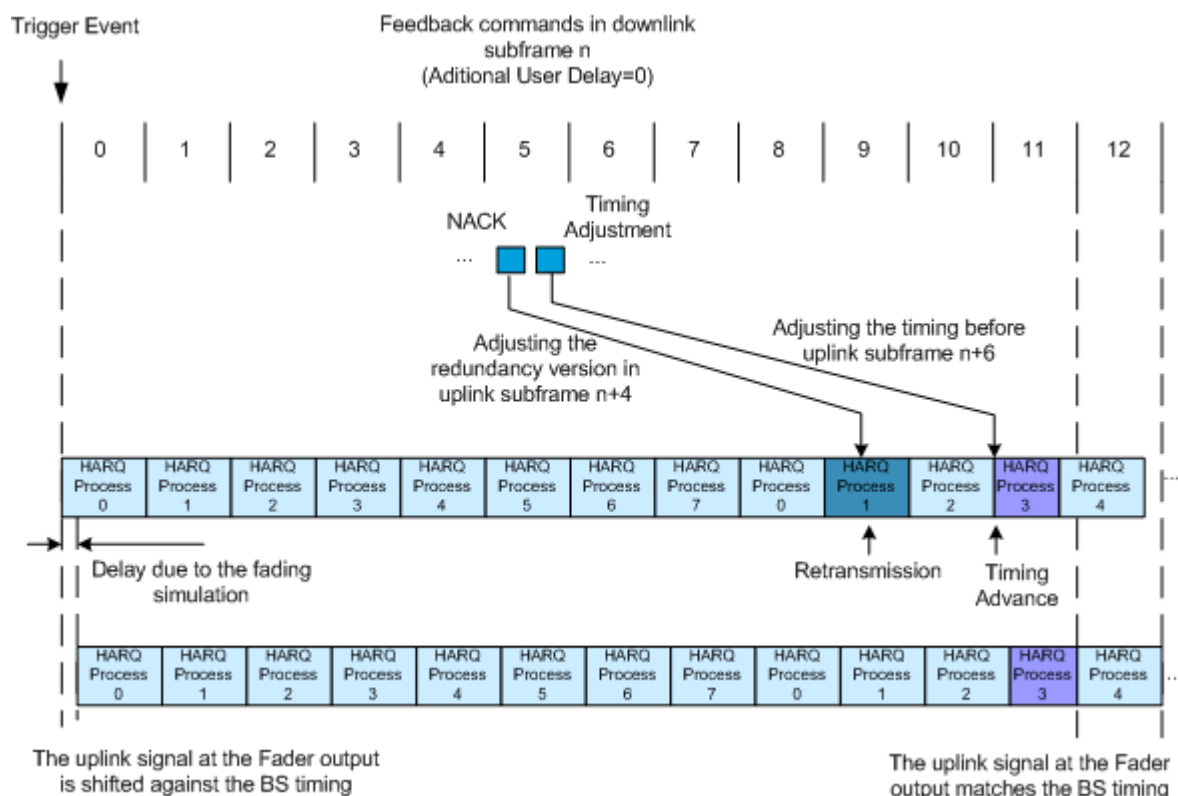 Trigger Event
Feedback commands in downlink
subframe n
(Aditional User Delay=0)
0 1 2 3 4 5 6 7 8 9 10 11 12
NACK
Timing
Adjustment
... ...
Adjusting the
redundancy version in
uplink subframe n+4
Adjusting the timing before
uplink subframe n+6
HARQ HARQ HARQ HARQ HARQ HARQ HARQ HARQ HARQ HARQ HARQ HARQ HARQ
Process Process Process Process Process Process Process Process Process Process Process Process Process
0 1 2 3 4 5 6 7 0 1 2 3 4
...
Delay due to the fading
simulation
Retransmission
Timing
Advance
HARQ HARQ HARQ HARQ HARQ HARQ HARQ HARQ HARQ HARQ HARQ HARQ HARQ
Process Process Process Process Process Process Process Process Process Process Process Process Process
0 1 2 3 4 5 6 7 0 1 2 3 4
...
The uplink signal at the Fader output
is shifted against the BS timing
The uplink signal at the Fader
output matches the BS timing